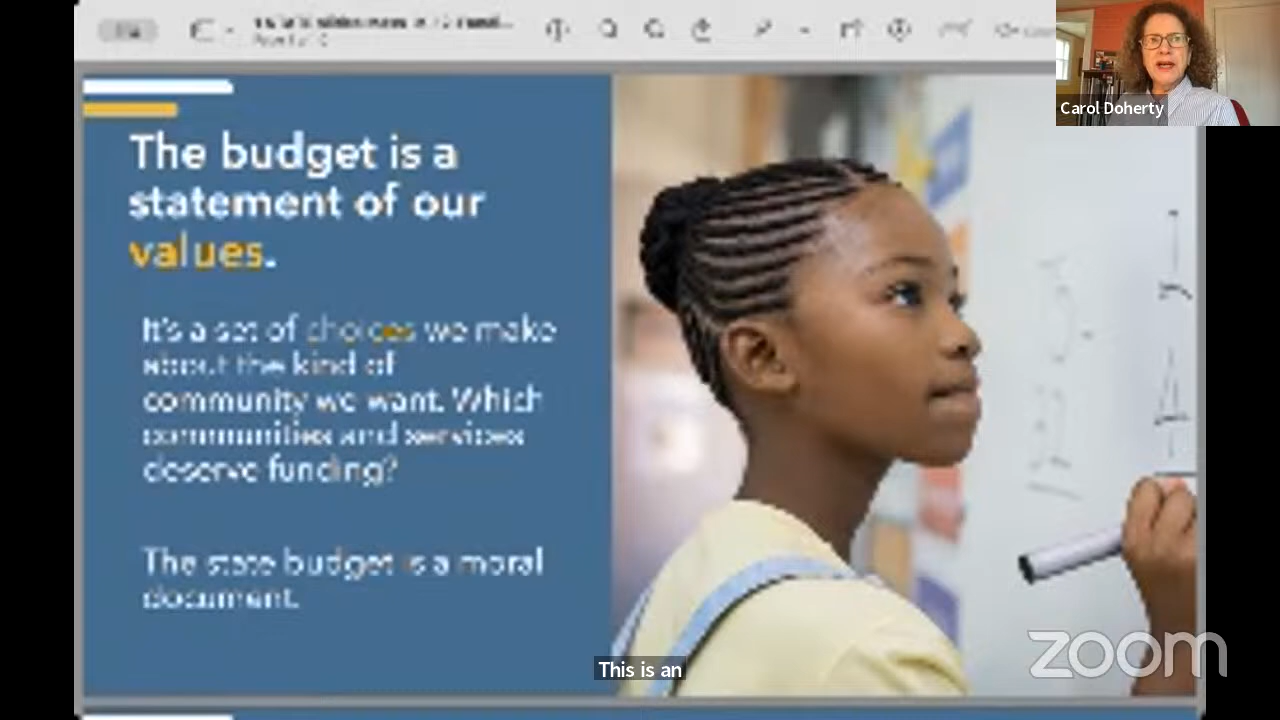 Carol Doherty
The budget is a
statement of our
values.
It's a set of choices we make
about the kind of
community we want. Which
communities and services
deserve funding?
The state budget is a moral
document.
This is an
zoom